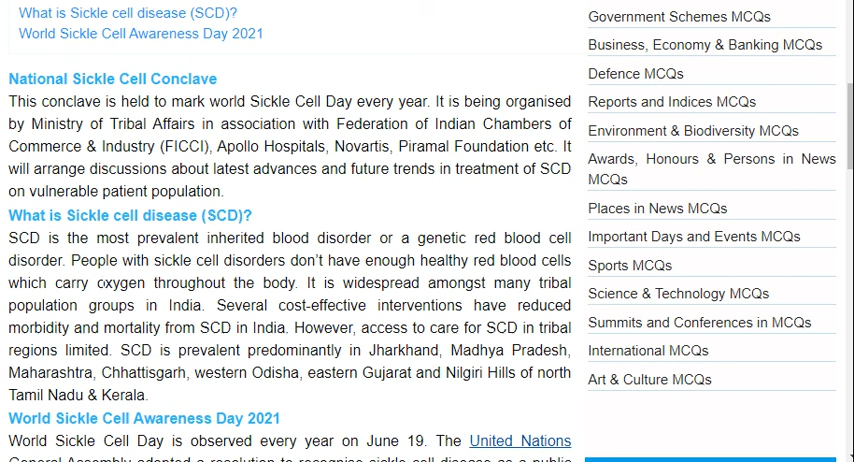 What is Sickle cell disease (SCD)?
World Sickle Cell Awareness Day 2021
National Sickle Cell Conclave
This conclave is held to mark world Sickle Cell Day every year. It is being organised
by Ministry of Tribal Affairs in association with Federation of Indian Chambers of
Commerce & Industry (FICCI), Apollo Hospitals, Novartis, Piramal Foundation etc. It
will arrange discussions about latest advances and future trends in treatment of SCD
on vulnerable patient population.
What is Sickle cell disease (SCD)?
SCD is the most prevalent inherited blood disorder or a genetic red blood cell
disorder. People with sickle cell disorders don’t have enough healthy red blood cells
which carry oxygen throughout the body. It is widespread amongst many tribal
population groups in India. Several cost-effective interventions have reduced
morbidity and mortality from SCD in India. However, access to care for SCD in tribal
regions limited. SCD is prevalent predominantly in Jharkhand, Madhya Pradesh,
Maharashtra, Chhattisgarh, western Odisha, eastern Gujarat and Nilgiri Hills of north
Tamil Nadu & Kerala.
World Sickle Cell Awareness Day 2021
World Sickle Cell Day is observed every year on June 19. The United Nations
General Assembly adopted a resolution to recognise sickle cell disease as a public
Government Schemes MCQs
Business, Economy & Banking MCQs
Defence MCQs
Reports and Indices MCQs
Environment & Biodiversity MCQs
Awards, Honours & Persons in News
MCQs
Places in News MCQs
Important Days and Events MCQs
Sports MCQs
Science & Technology MCQs
Summits and Conferences in MCQs
International MCQs
Art & Culture MCQs